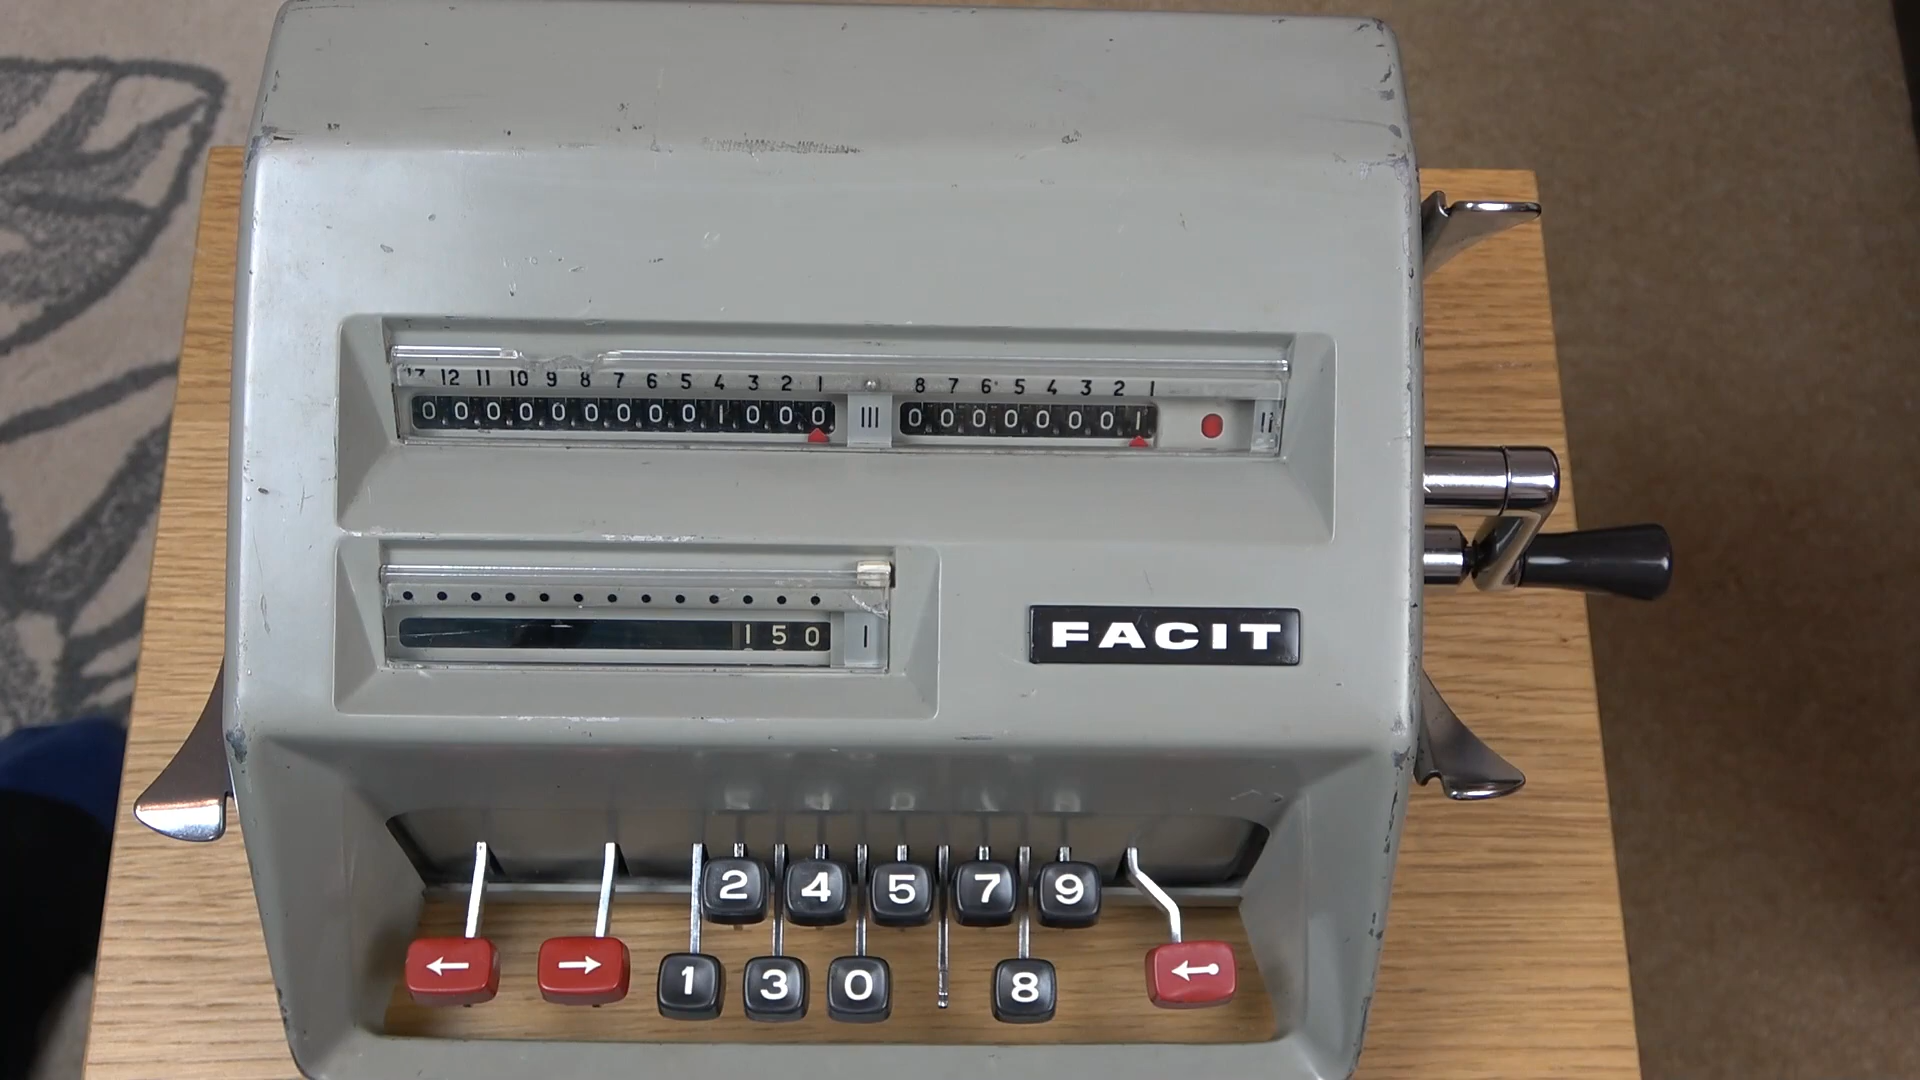 13 12 11 10 9 8 7 6 5 4 3 2 1 8 7 6 5 4 3 2 1
0 0 0 0 0 0 0 0 0 1 0 0 0 III 0 0 0 0 0 0 0 1 II
1 5 0 I
FACIT
2 4 5 7 9
← → 1 3 0 8 ←